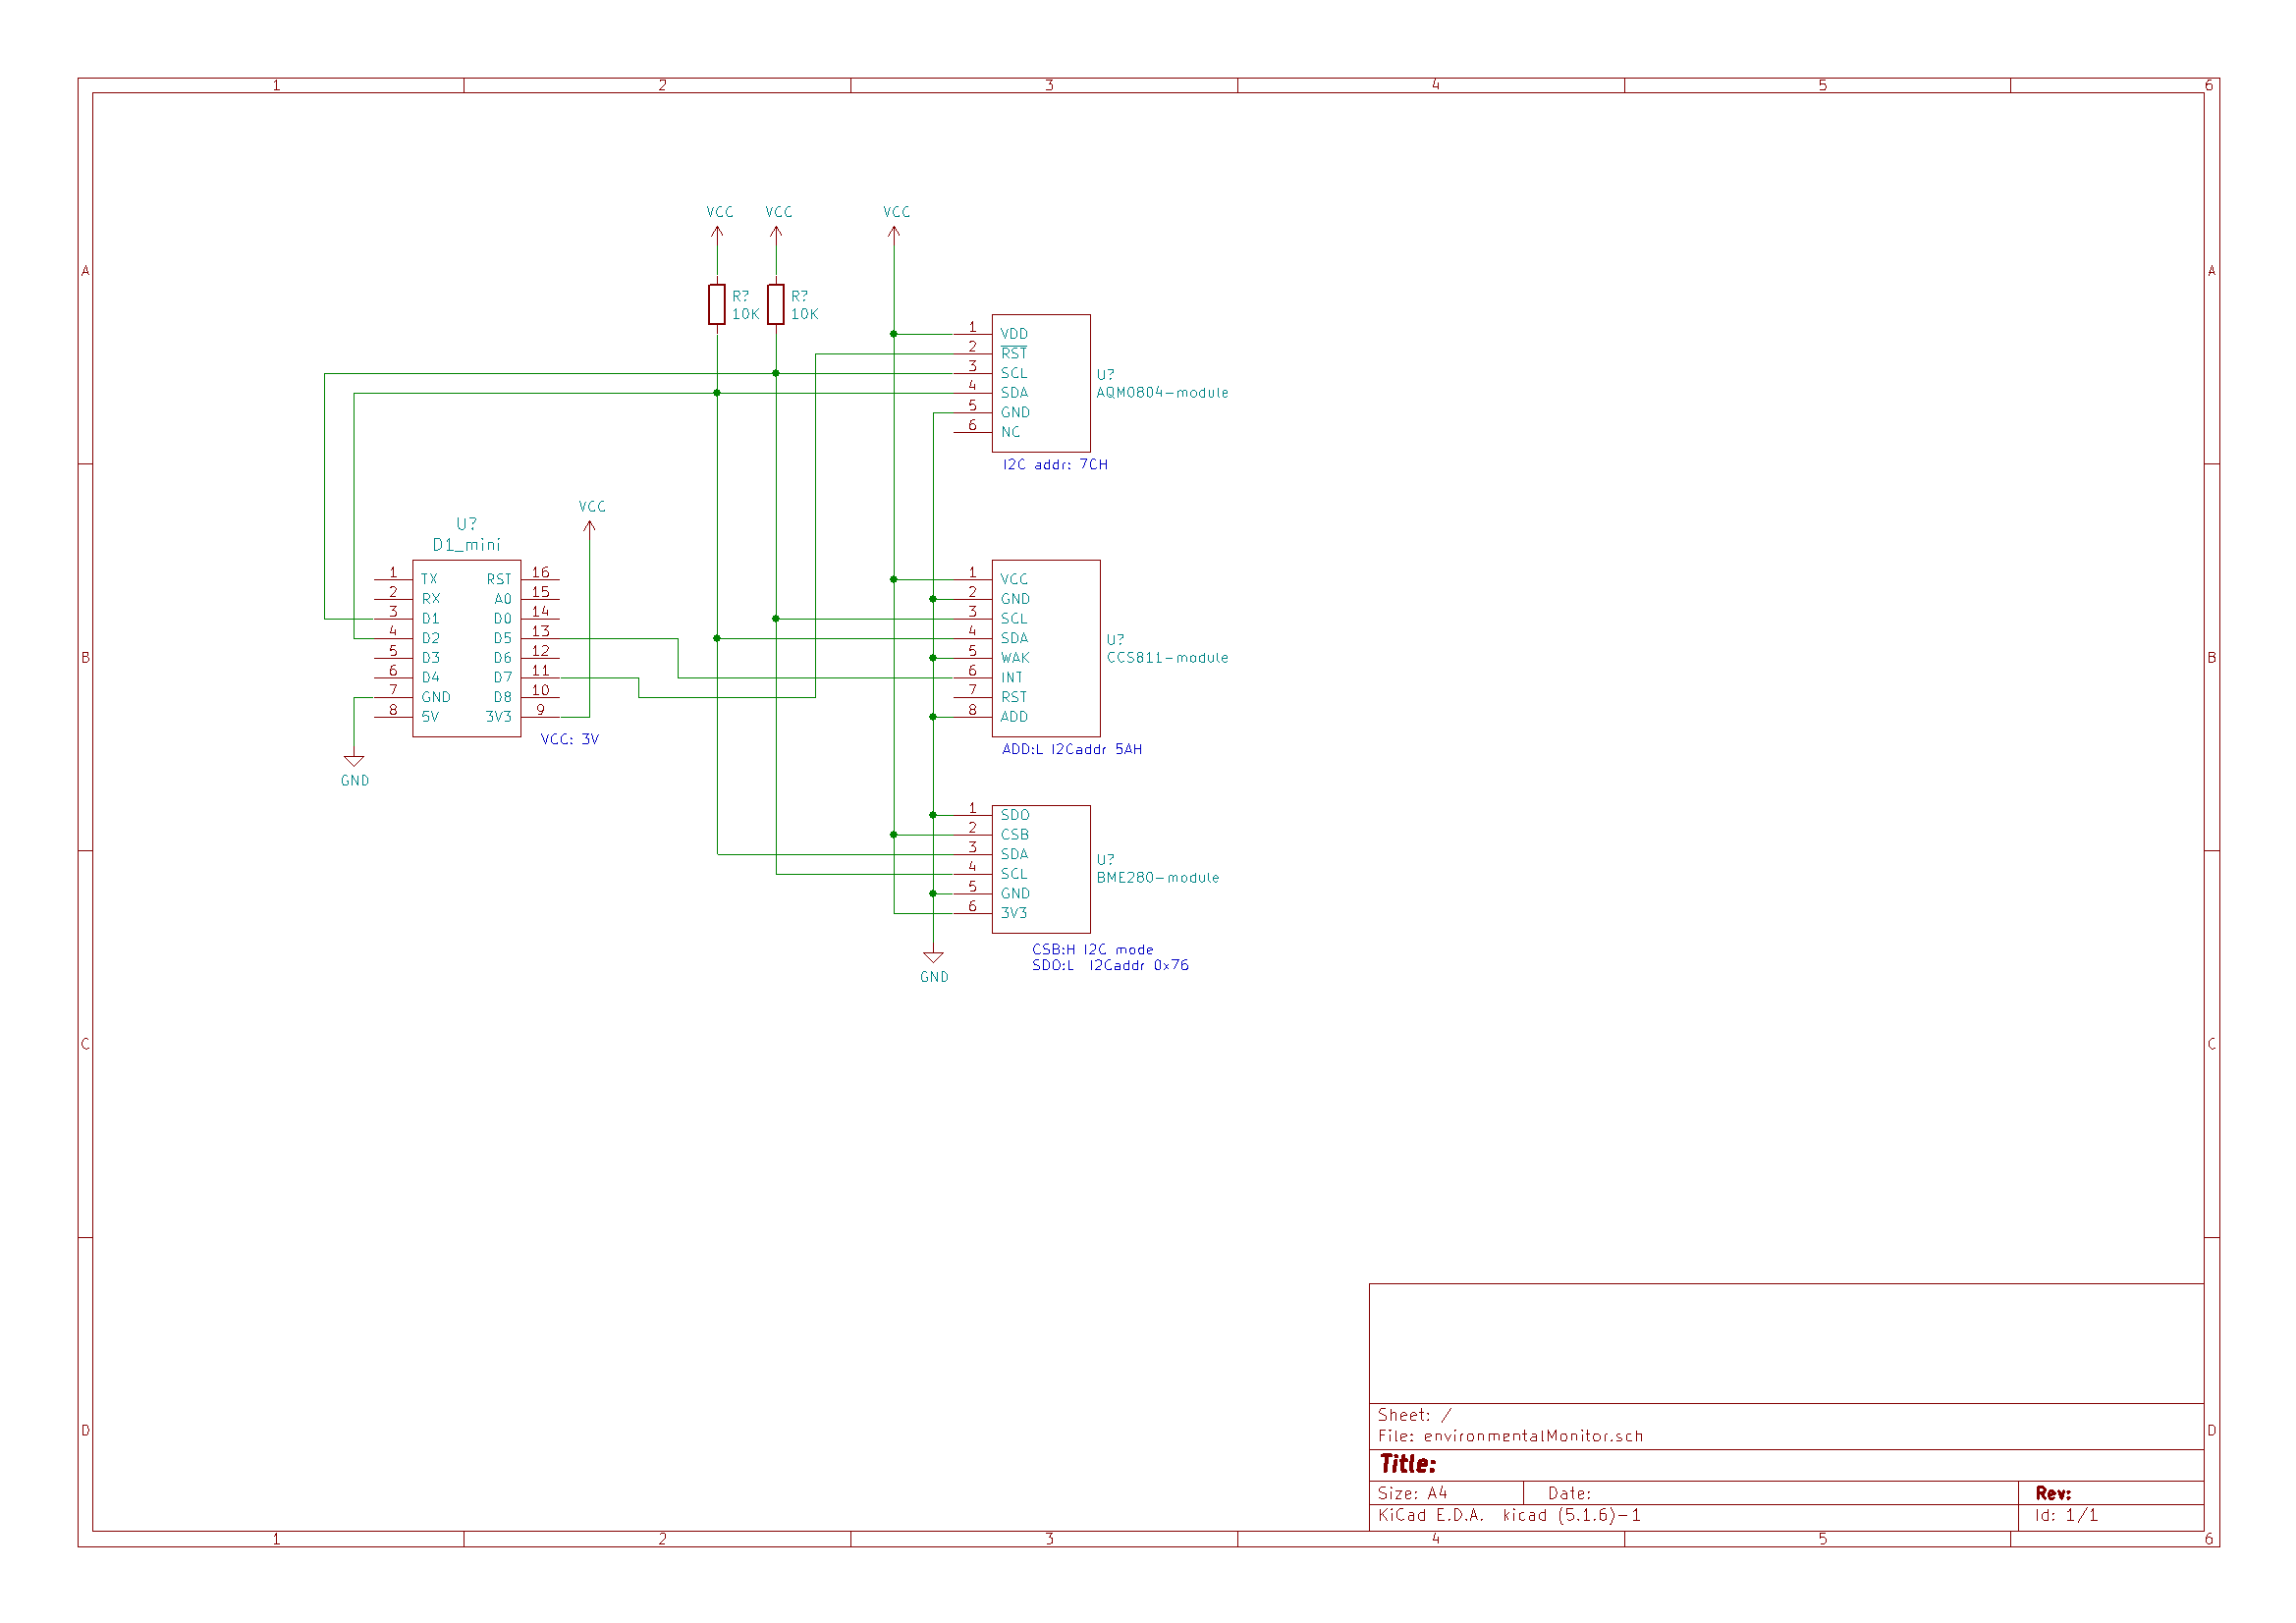 1 2 3 4 5 6
A A
B B
C C
D D
1 2 3 4 5 6
VCC VCC VCC
R?
10K
R?
10K
1 VDD
2 RST
3 SCL
4 SDA
5 GND
6 NC
U?
AQM0804-module
I2C addr: 7CH
VCC
U?
D1_mini
1 TX RST 16
2 RX A0 15
3 D1 D0 14
4 D2 D5 13
5 D3 D6 12
6 D4 D7 11
7 GND D8 10
8 5V 3V3 9
VCC: 3V
GND
1 VCC
2 GND
3 SCL
4 SDA
5 WAK
6 INT
7 RST
8 ADD
U?
CCS811-module
ADD:L I2Caddr 5AH
1 SDO
2 CSB
3 SDA
4 SCL
5 GND
6 3V3
U?
BME280-module
CSB:H I2C mode
SDO:L I2Caddr 0x76
GND
Sheet: /
File: environmentalMonitor.sch
Title:
Size: A4 Date: Rev:
KiCad E.D.A. kicad (5.1.6)-1 Id: 1/1